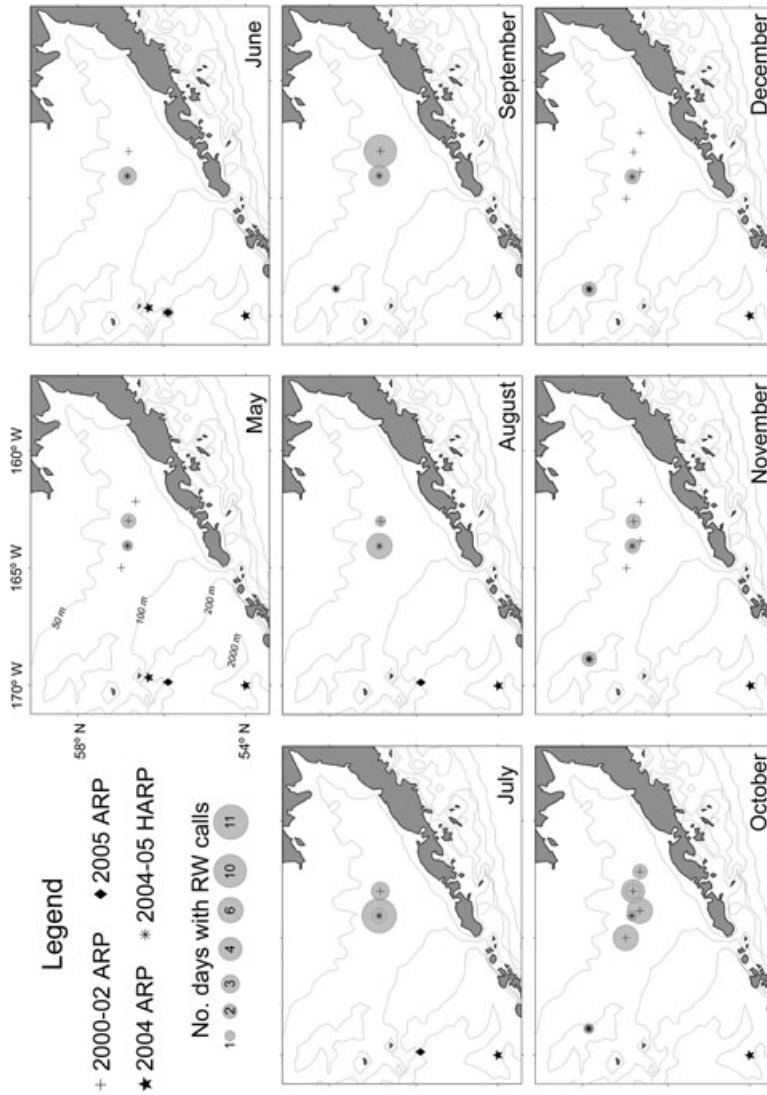 Legend
+ 2000-02 ARP
♦ 2005 ARP
★ 2004 ARP
* 2004-05 HARP
No. days with RW calls
1 2 3 4 6 10 11
170° W
165° W
160° W
58° N
54° N
50 m
100 m
200 m
2000 m
May
June
July
August
September
October
November
December